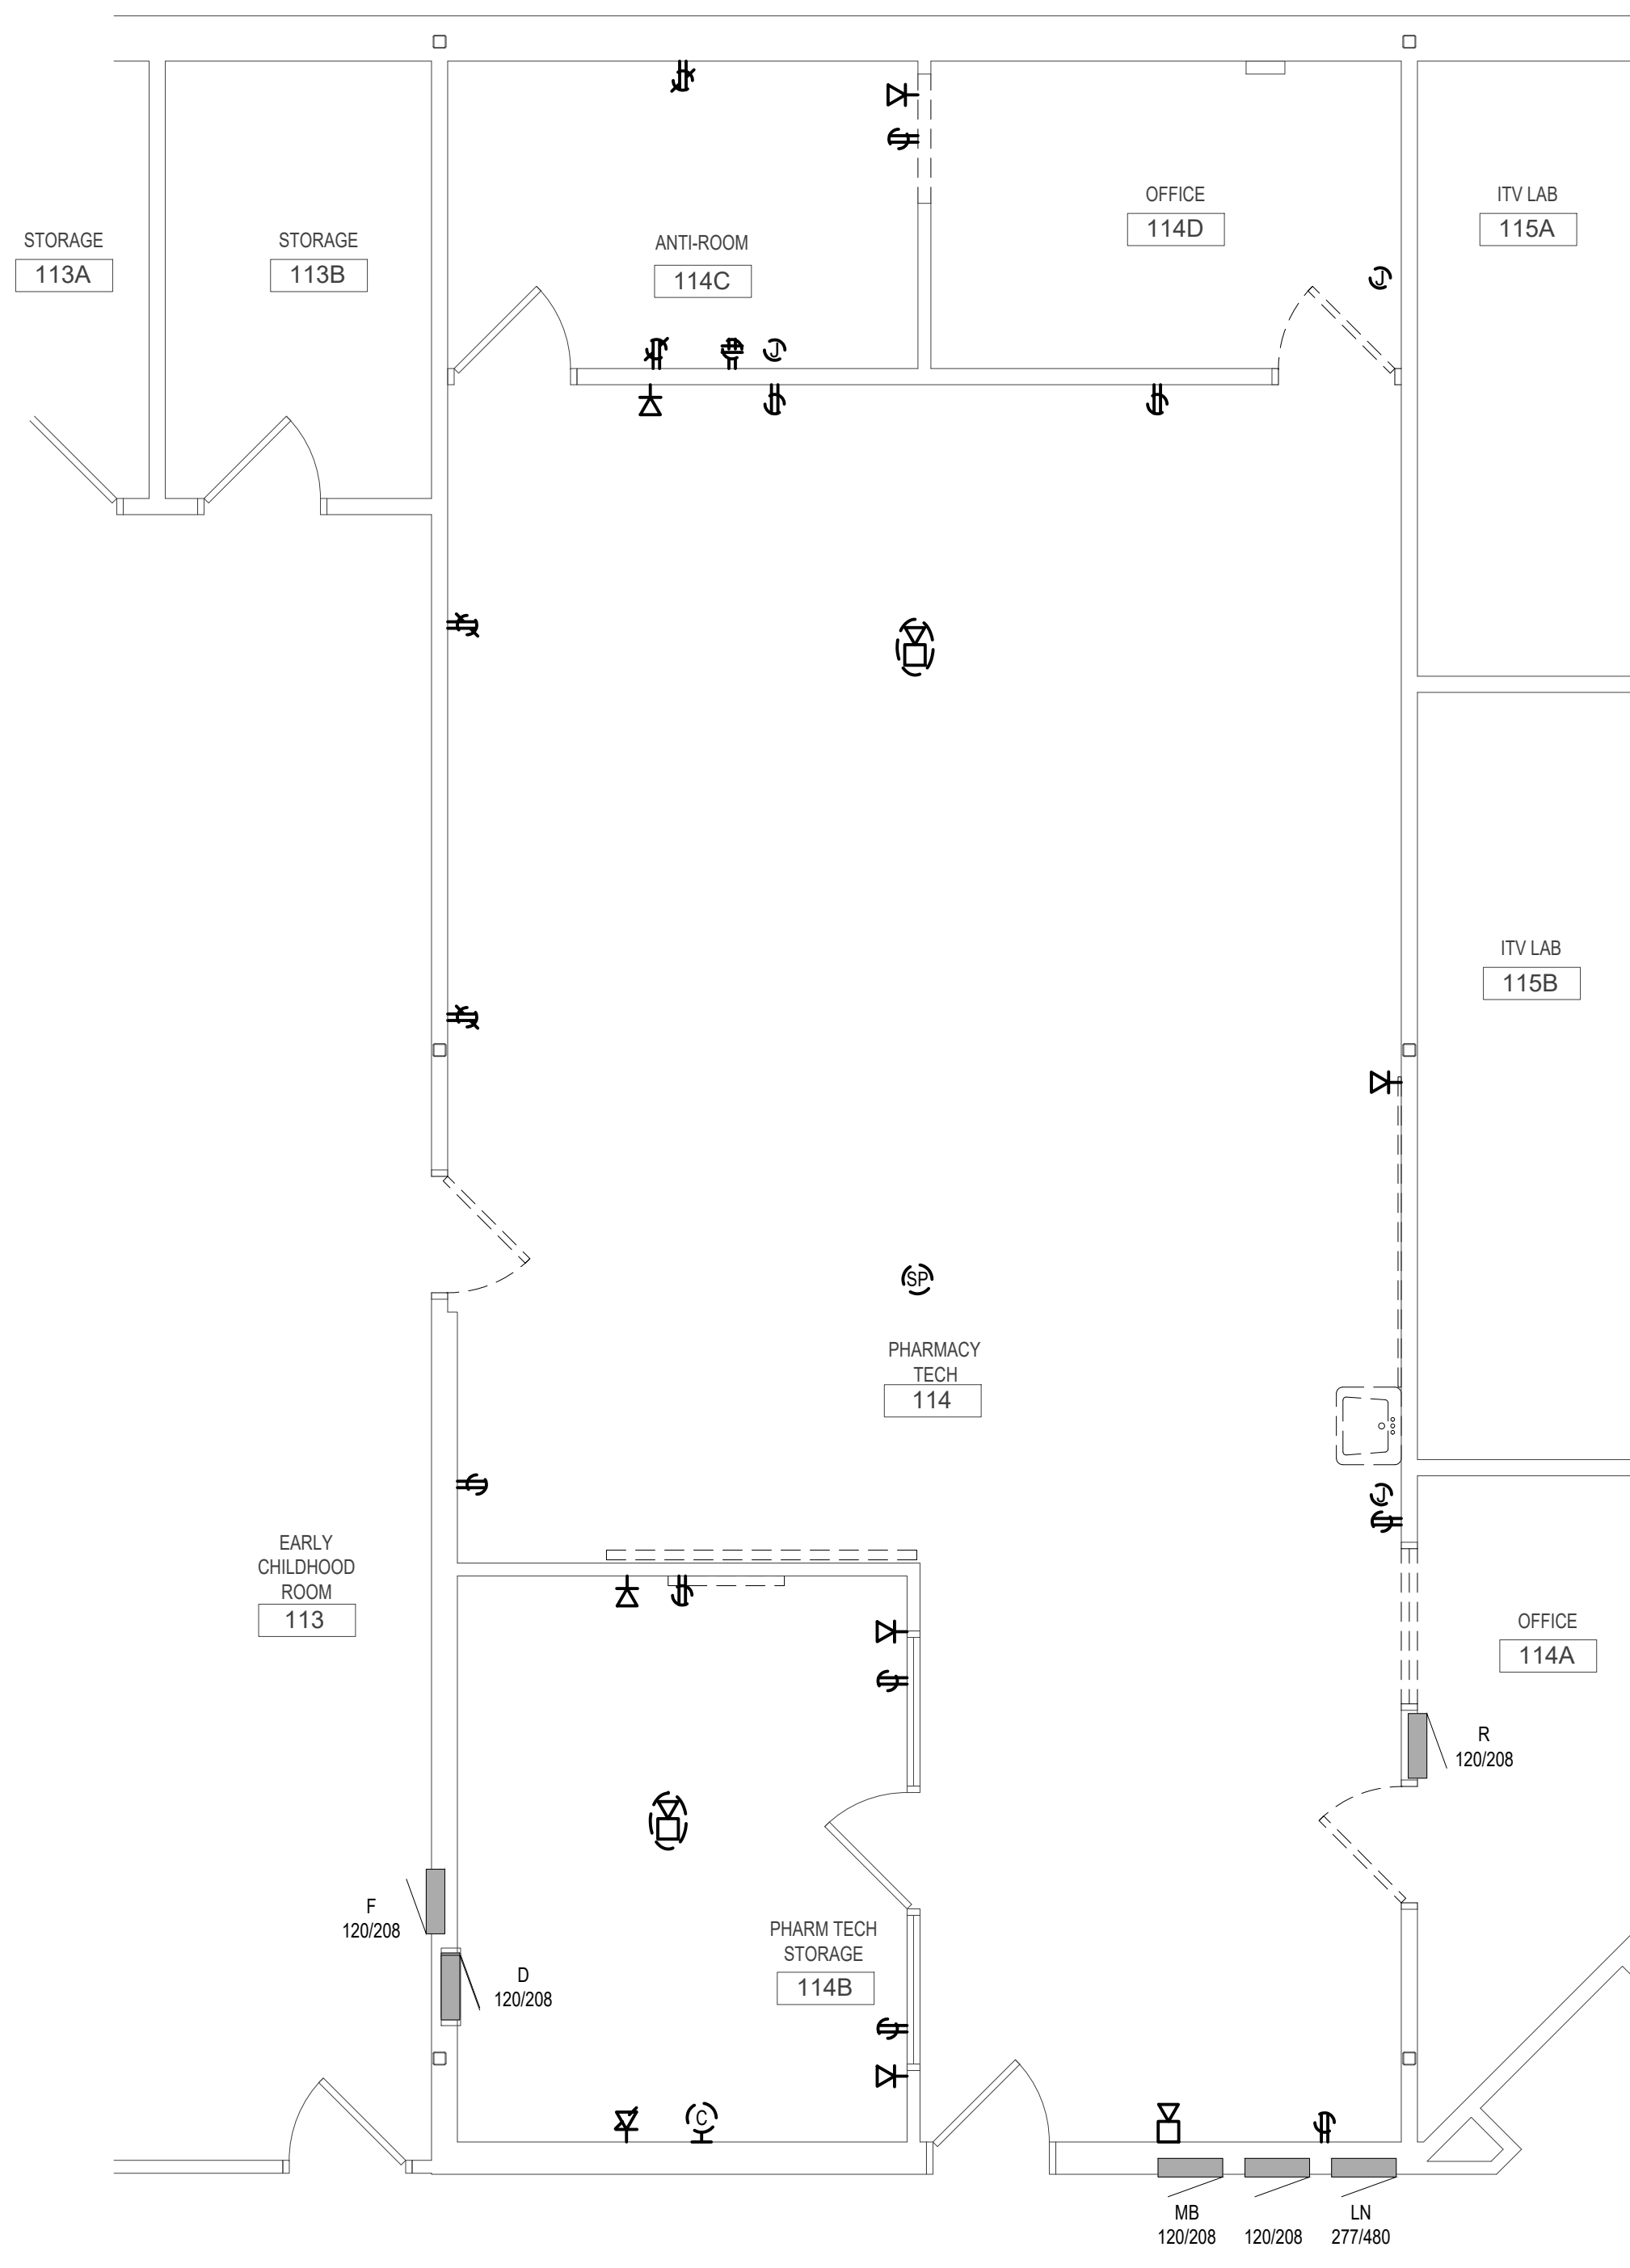 OFFICE
114D
ITV LAB
115A
STORAGE
113A
STORAGE
113B
ANTI-ROOM
114C
J
J
ITV LAB
115B
SP
PHARMACY
TECH
114
J
EARLY
CHILDHOOD
ROOM
113
OFFICE
114A
R
120/208
F
120/208
PHARM TECH
STORAGE
114B
D
120/208
C
MB
120/208
120/208
LN
277/480